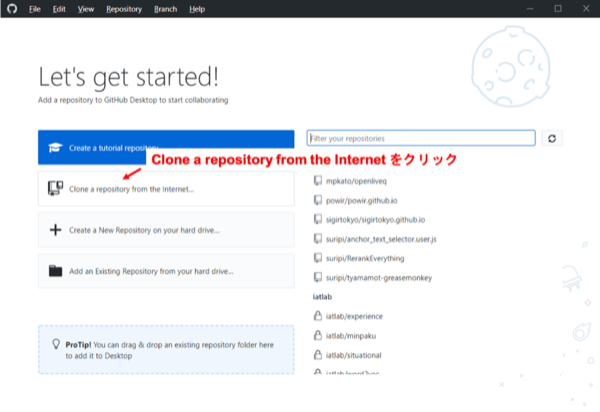 File Edit View Repository Branch Help
Let's get started!
Add a repository to GitHub Desktop to start collaborating
Create a tutorial repository
Clone a repository from the Internet をクリック
Clone a repository from the Internet...
Create a New Repository on your hard drive...
Add an Existing Repository from your hard drive...
ProTip! You can drag & drop an existing repository folder here
to add it to Desktop
Filter your repositories
mpkato/openliveq
powir/powir.github.io
sigirtokyo/sigirtokyo.github.io
suripi/anchor_text_selector.user.js
suripi/RerankEverything
suripi/tyamamot-greasemonkey
iatlab
iatlab/experience
iatlab/minpaku
iatlab/situational